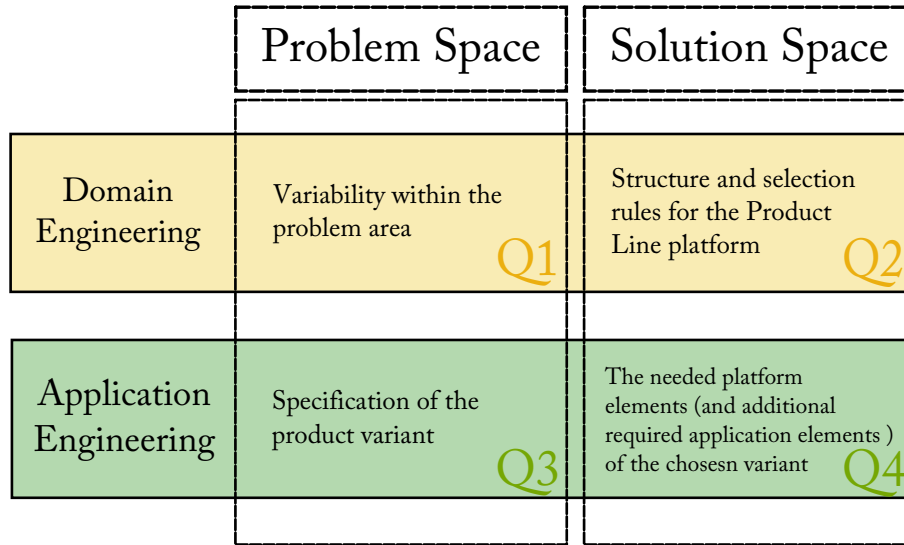 Problem Space
Solution Space
Domain
Engineering
Variability within the
problem area
Q1
Structure and selection
rules for the Product
Line platform
Q2
Application
Engineering
Specification of the
product variant
Q3
The needed platform
elements (and additional
required application elements )
of the chosesn variant
Q4